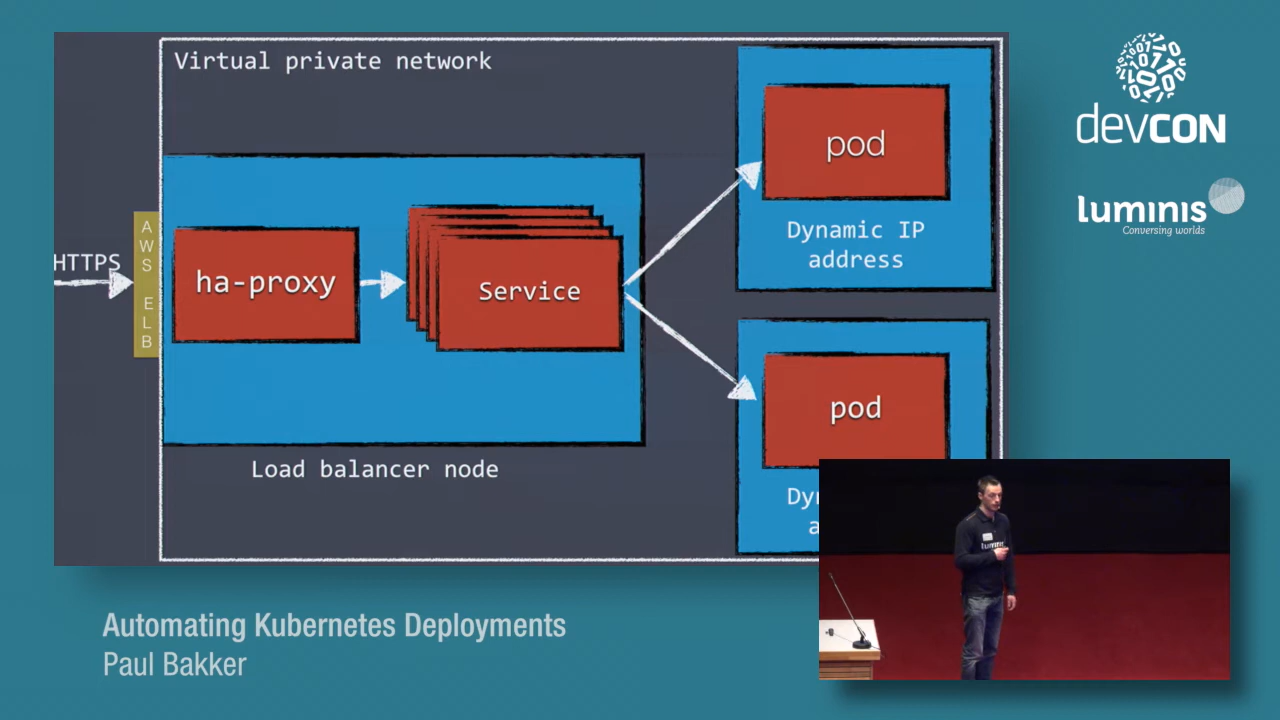 Virtual private network
HTTPS
AWS ELB
ha-proxy
Service
Load balancer node
pod
Dynamic IP
address
pod
devCON
luminis
Conversing worlds
luminis
Automating Kubernetes Deployments
Paul Bakker